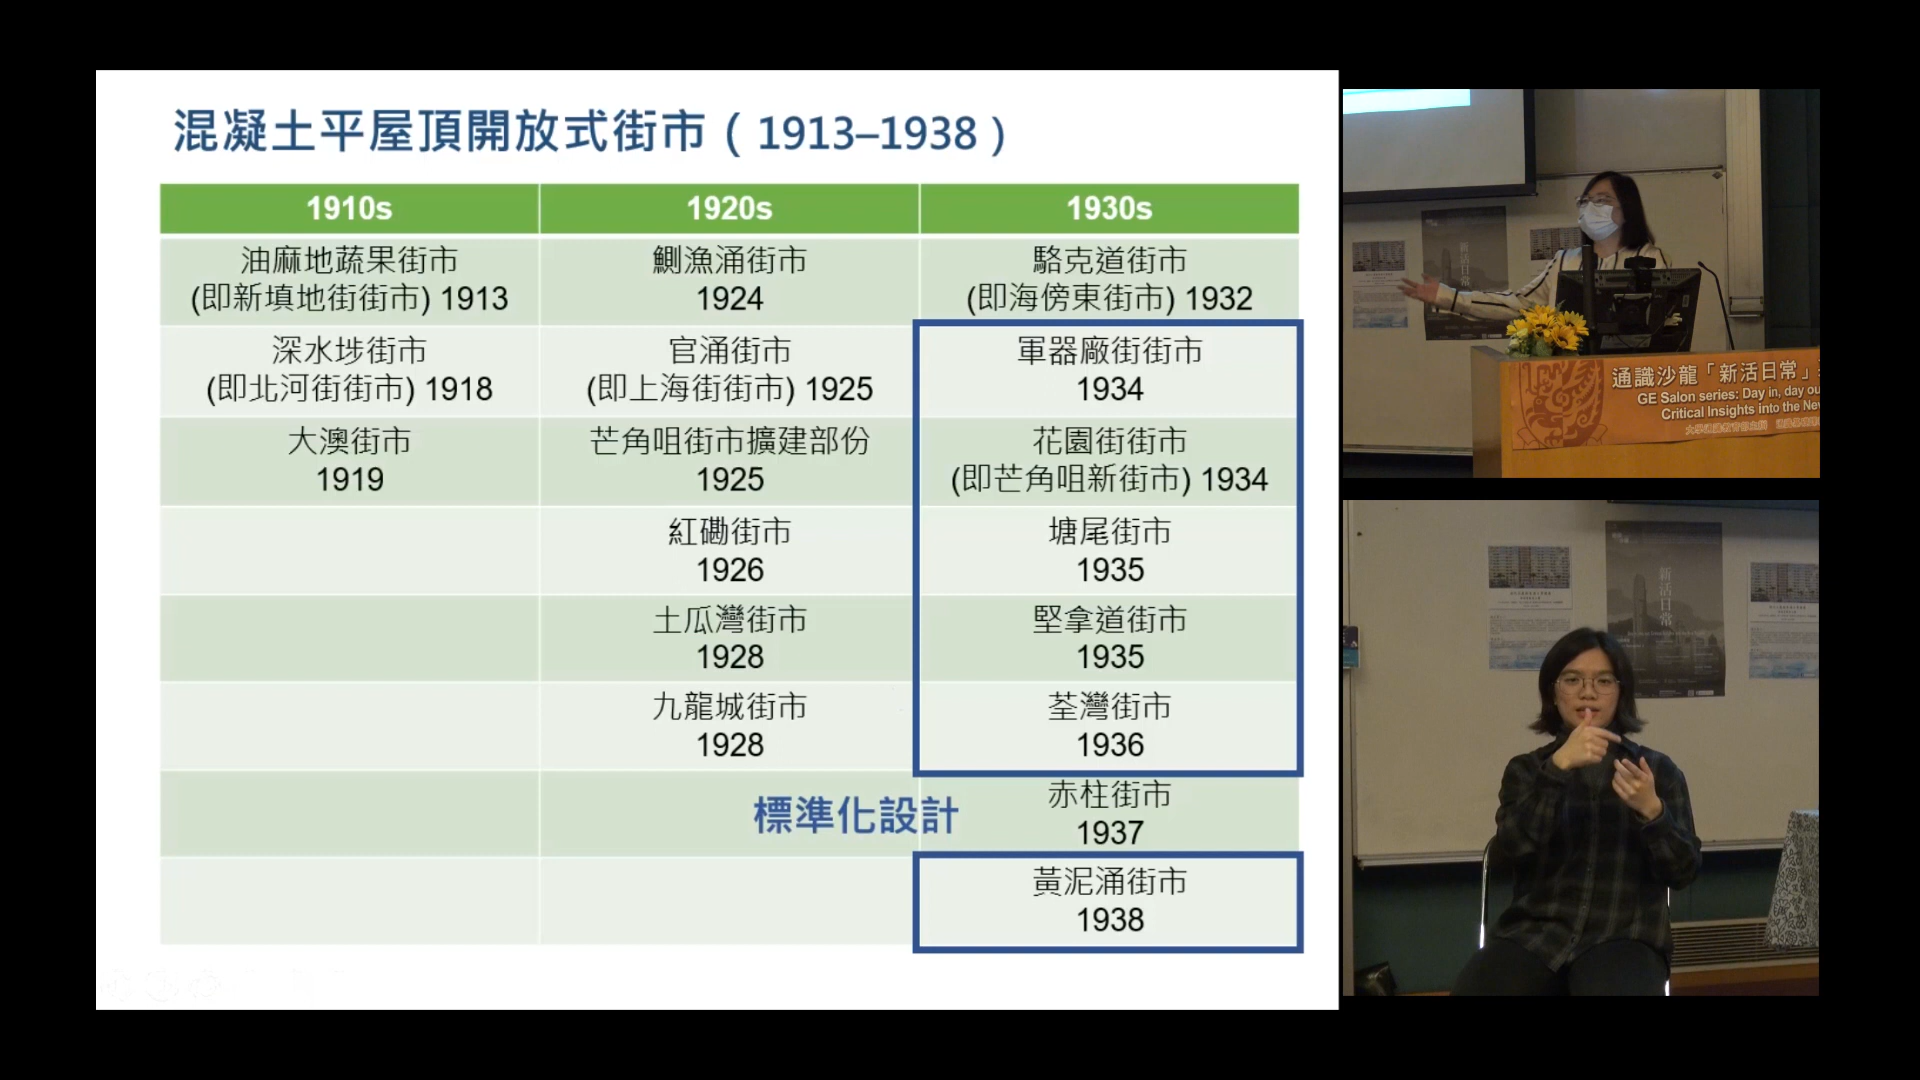 混凝土平屋頂開放式街市（1913–1938）
1910s
1920s
1930s
油麻地蔬果街市
(即新填地街街市) 1913
鰂漁涌街市
1924
駱克道街市
(即海傍東街市) 1932
深水埗街市
(即北河街街市) 1918
官涌街市
(即上海街街市) 1925
軍器廠街街市
1934
大澳街市
1919
芒角咀街市擴建部份
1925
花園街街市
(即芒角咀新街市) 1934
紅磡街市
1926
塘尾街市
1935
土瓜灣街市
1928
堅拿道街市
1935
九龍城街市
1928
荃灣街市
1936
標準化設計
赤柱街市
1937
黃泥涌街市
1938
新活日常
通識沙龍「新活日常」
GE Salon series: Day in, day ou
Critical Insights into the Ne
新活日常